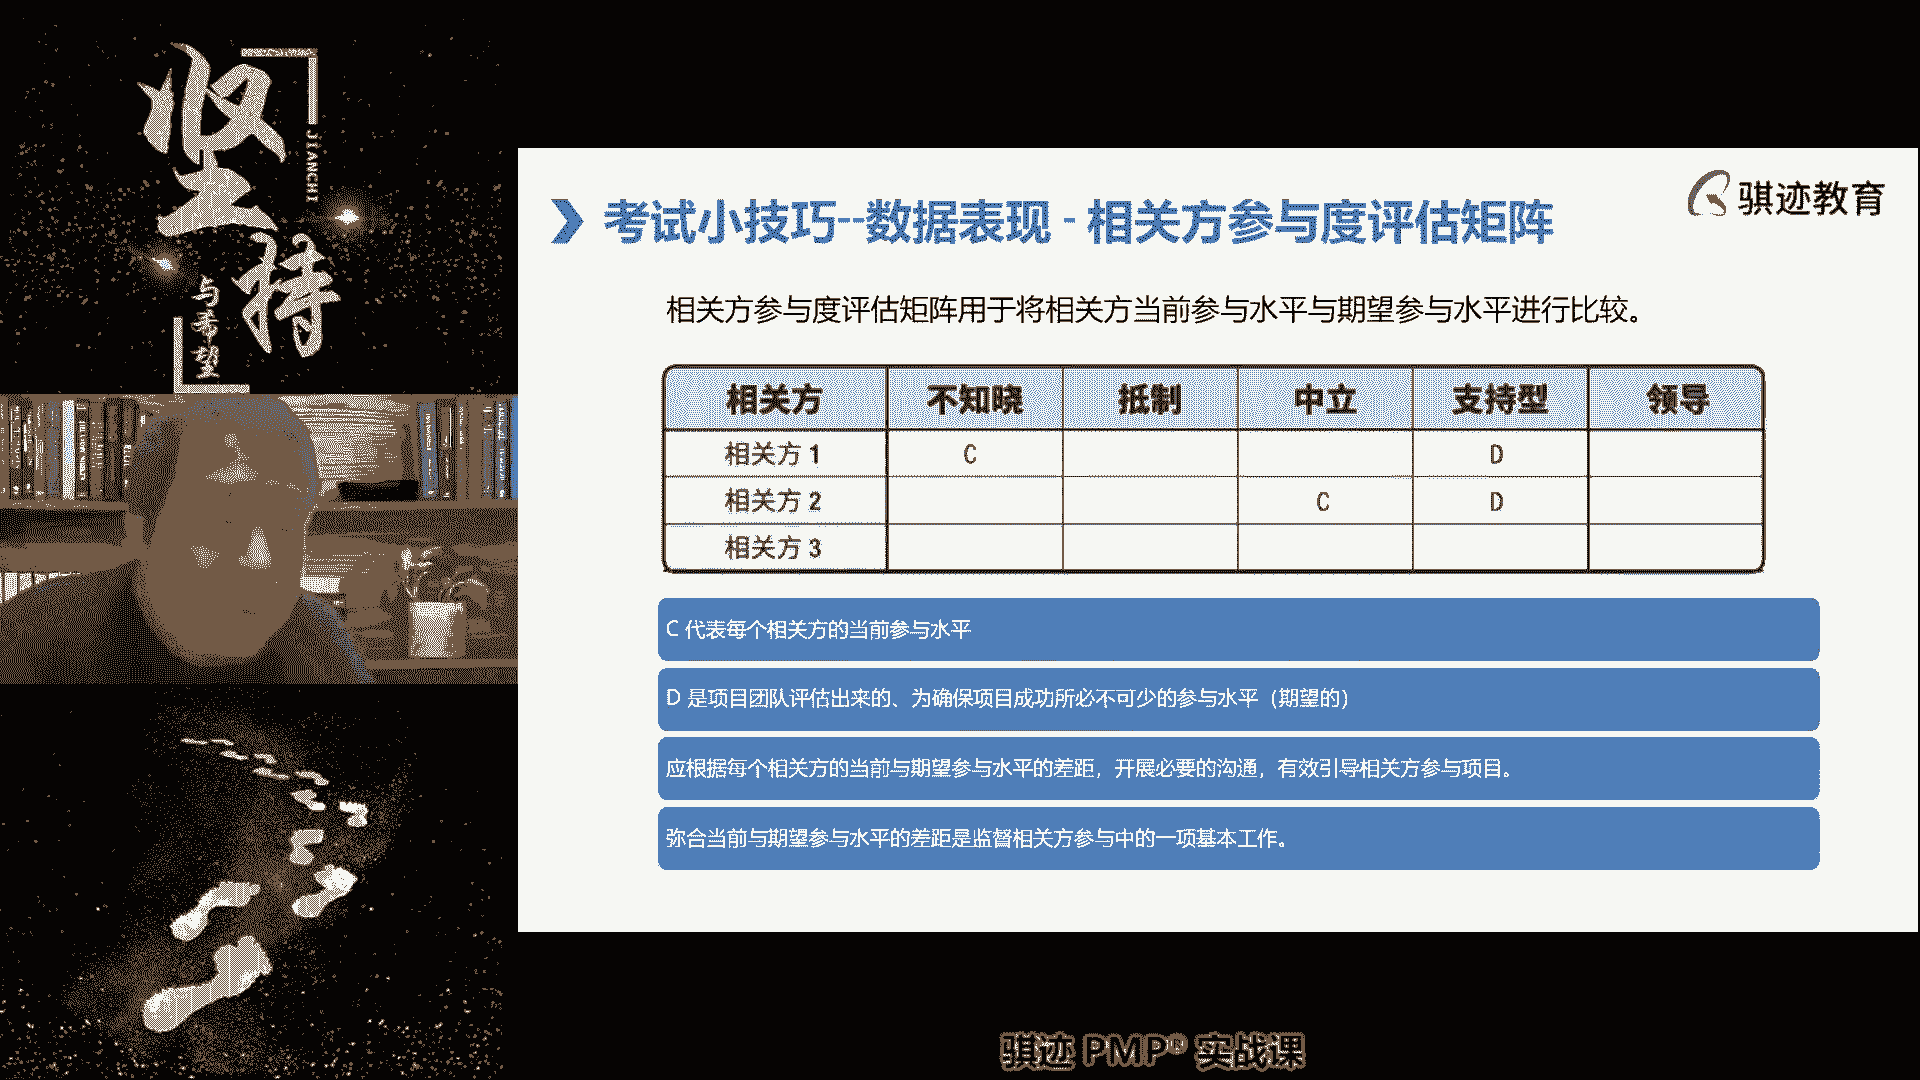 坚持
JIANCHI
与希望
骐迹教育
考试小技巧--数据表现 - 相关方参与度评估矩阵
相关方参与度评估矩阵用于将相关方当前参与水平与期望参与水平进行比较。
相关方 不知晓 抵制 中立 支持型 领导
相关方 1 C D
相关方 2 C D
相关方 3
C 代表每个相关方的当前参与水平
D 是项目团队评估出来的、为确保项目成功所必不可少的参与水平（期望的）
应根据每个相关方的当前与期望参与水平的差距，开展必要的沟通，有效引导相关方参与项目。
弥合当前与期望参与水平的差距是监督相关方参与中的一项基本工作。
骐迹 PMP® 实战课